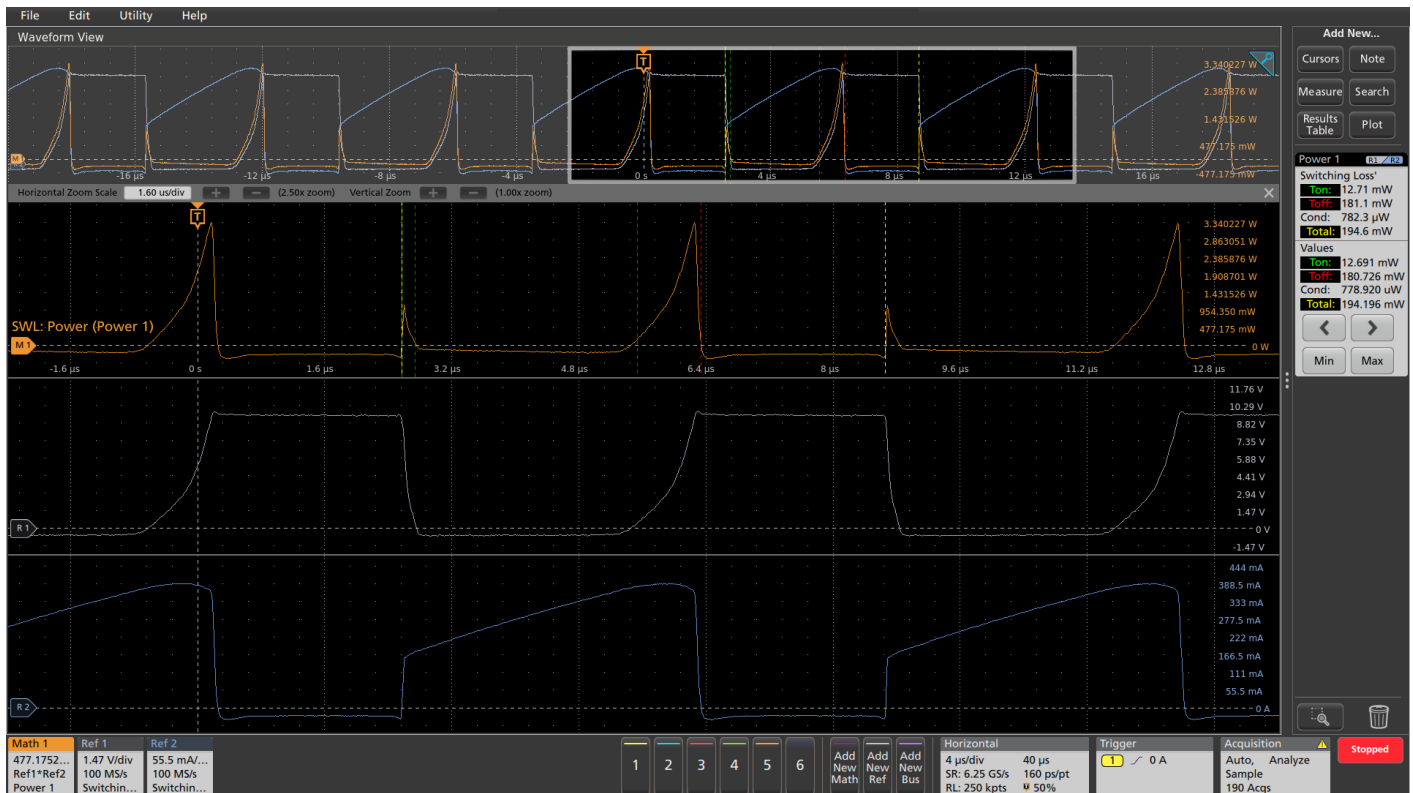 File Edit Utility Help
Waveform View
Add New...
Cursors Note
Measure Search
Results Table Plot
T
3.340227 W
2.385876 W
1.431526 W
477.175 mW
-477.175 mW
M
-16 µs -12 µs -8 µs -4 µs 0 s 4 µs 8 µs 12 µs 16 µs
Horizontal Zoom Scale 1.60 us/div + − (2.50x zoom) Vertical Zoom + − (1.00x zoom) ×
T
3.340227 W
2.863051 W
2.385876 W
1.908701 W
1.431526 W
954.350 mW
477.175 mW
0 W
SWL: Power (Power 1)
M 1
-1.6 µs 0 s 1.6 µs 3.2 µs 4.8 µs 6.4 µs 8 µs 9.6 µs 11.2 µs 12.8 µs
11.76 V
10.29 V
8.82 V
7.35 V
5.88 V
4.41 V
2.94 V
1.47 V
0 V
-1.47 V
R 1
444 mA
388.5 mA
333 mA
277.5 mA
222 mA
166.5 mA
111 mA
55.5 mA
0 A
R 2
Power 1 R1 / R2
Switching Loss'
Ton: 12.71 mW
Toff: 181.1 mW
Cond: 782.3 µW
Total: 194.6 mW
Values
Ton: 12.691 mW
Toff: 180.726 mW
Cond: 778.920 uW
Total: 194.196 mW
Min Max
Math 1
477.1752...
Ref1*Ref2
Power 1
Ref 1
1.47 V/div
100 MS/s
Switchin...
Ref 2
55.5 mA/...
100 MS/s
Switchin...
1 2 3 4 5 6
Add New Math
Add New Ref
Add New Bus
Horizontal
4 µs/div 40 µs
SR: 6.25 GS/s 160 ps/pt
RL: 250 kpts 50%
Trigger
1 0 A
Acquisition
Auto, Analyze
Sample
190 Acqs
Stopped